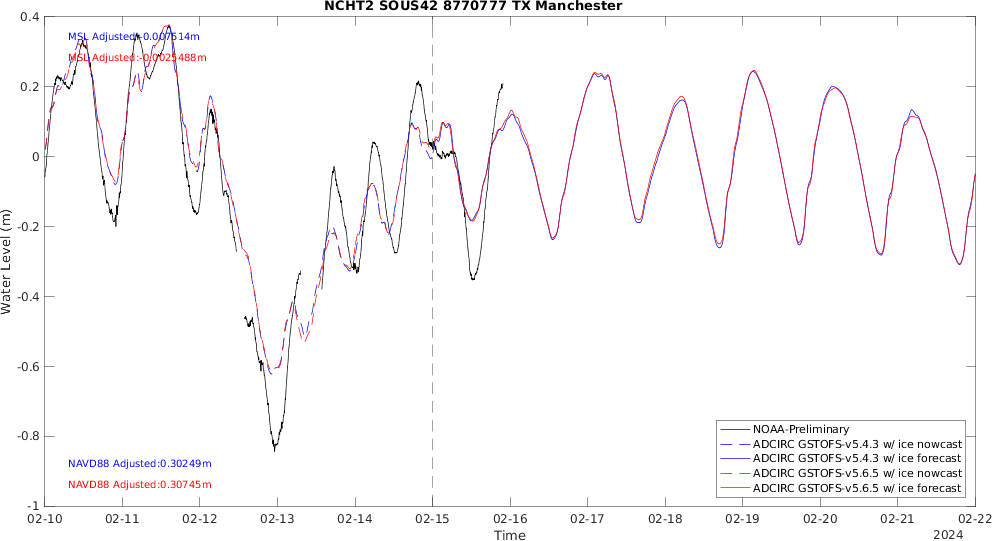 NCHT2 SOUS42 8770777 TX Manchester
MSL Adjusted:-0.007514m
MSL Adjusted:-0.0025488m
NAVD88 Adjusted:0.30249m
NAVD88 Adjusted:0.30745m
Water Level (m)
0.4
0.2
0
-0.2
-0.4
-0.6
-0.8
-1
NOAA-Preliminary
ADCIRC GSTOFS-v5.4.3 w/ ice nowcast
ADCIRC GSTOFS-v5.4.3 w/ ice forecast
ADCIRC GSTOFS-v5.6.5 w/ ice nowcast
ADCIRC GSTOFS-v5.6.5 w/ ice forecast
02-10 02-11 02-12 02-13 02-14 02-15 02-16 02-17 02-18 02-19 02-20 02-21 02-22
Time
2024